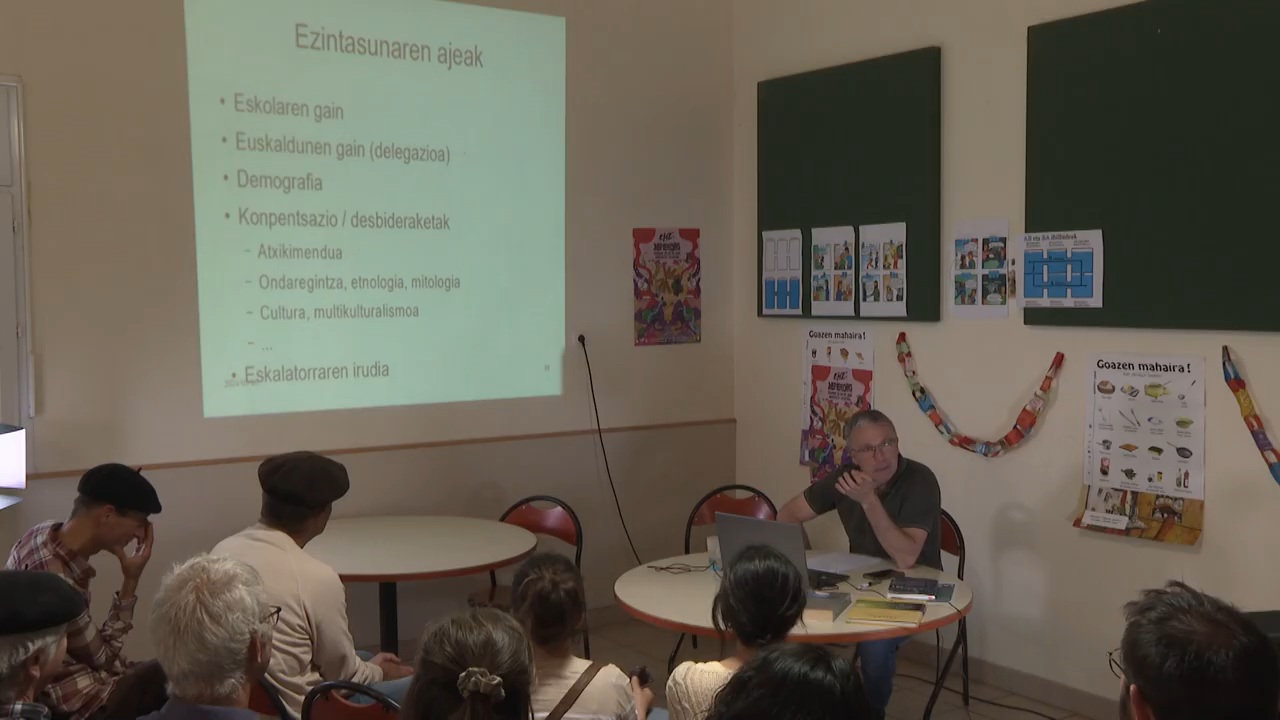 Ezintasunaren ajeak
• Eskolaren gain
• Euskaldunen gain (delegazioa)
• Demografia
• Konpentsazio / desbideraketak
– Atxikimendua
– Ondaregintza, etnologia, mitologia
– Cultura, multikulturalismoa
– ...
• Eskalatorraren irudia
Goazen mahaira!
Goazen mahaira!